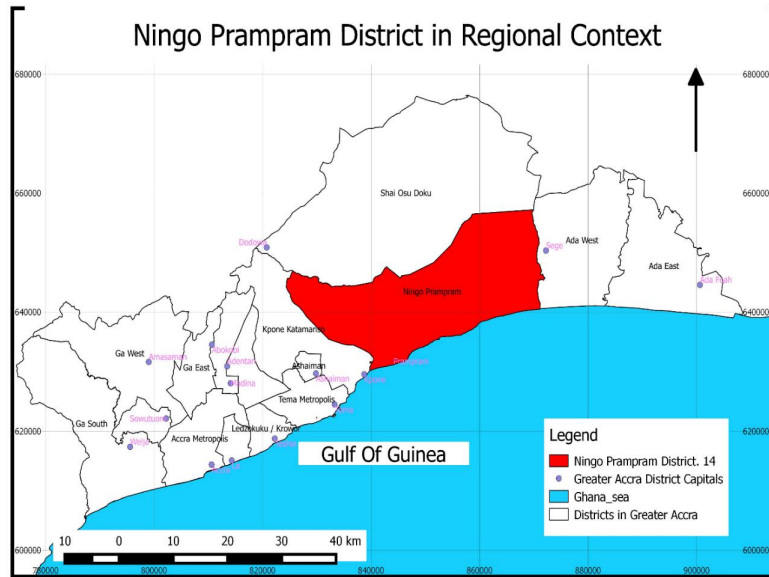 Ningo Prampram District in Regional Context
680000
680000
660000
660000
Shai Osu Doku
Dodowa
Sege
Ada West
Ada East
Ningo Prampram
Ada Foah
640000
640000
Kpone Katamanso
Abokobi
Ga West
Amasaman
Ga East
Adentan
Prampram
Ashaiman
Ashaiman
Kpone
Madina
Tema Metropolis
Tema
Sowutuom
Ga South
Ledzokuku / Krowor
620000
620000
Accra Metropolis
Weija
Gulf Of Guinea
Legend
Ningo Prampram District. 14
Greater Accra District Capitals
Ghana_sea
Districts in Greater Accra
10 0 10 20 30 40 km
600000
600000
780000 800000 820000 840000 860000 880000 900000